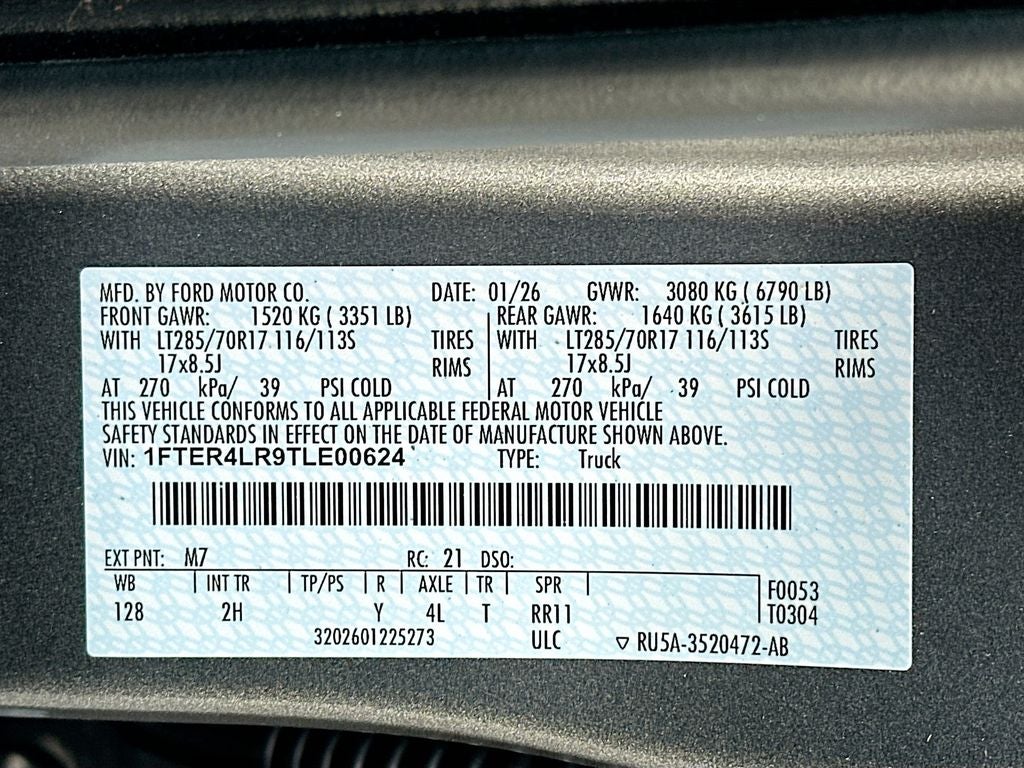 MFD. BY FORD MOTOR CO. DATE: 01/26 GVWR: 3080 KG ( 6790 LB)
FRONT GAWR: 1520 KG ( 3351 LB) REAR GAWR: 1640 KG ( 3615 LB)
WITH LT285/70R17 116/113S TIRES WITH LT285/70R17 116/113S TIRES
17x8.5J RIMS 17x8.5J RIMS
AT 270 kPa/ 39 PSI COLD AT 270 kPa/ 39 PSI COLD
THIS VEHICLE CONFORMS TO ALL APPLICABLE FEDERAL MOTOR VEHICLE
SAFETY STANDARDS IN EFFECT ON THE DATE OF MANUFACTURE SHOWN ABOVE.
VIN: 1FTER4LR9TLE00624 TYPE: Truck
EXT PNT: M7 RC: 21 DSO:
WB INT TR TP/PS R AXLE TR SPR F0053
128 2H Y 4L T RR11 T0304
3202601225273 ULC ▽ RU5A-3520472-AB